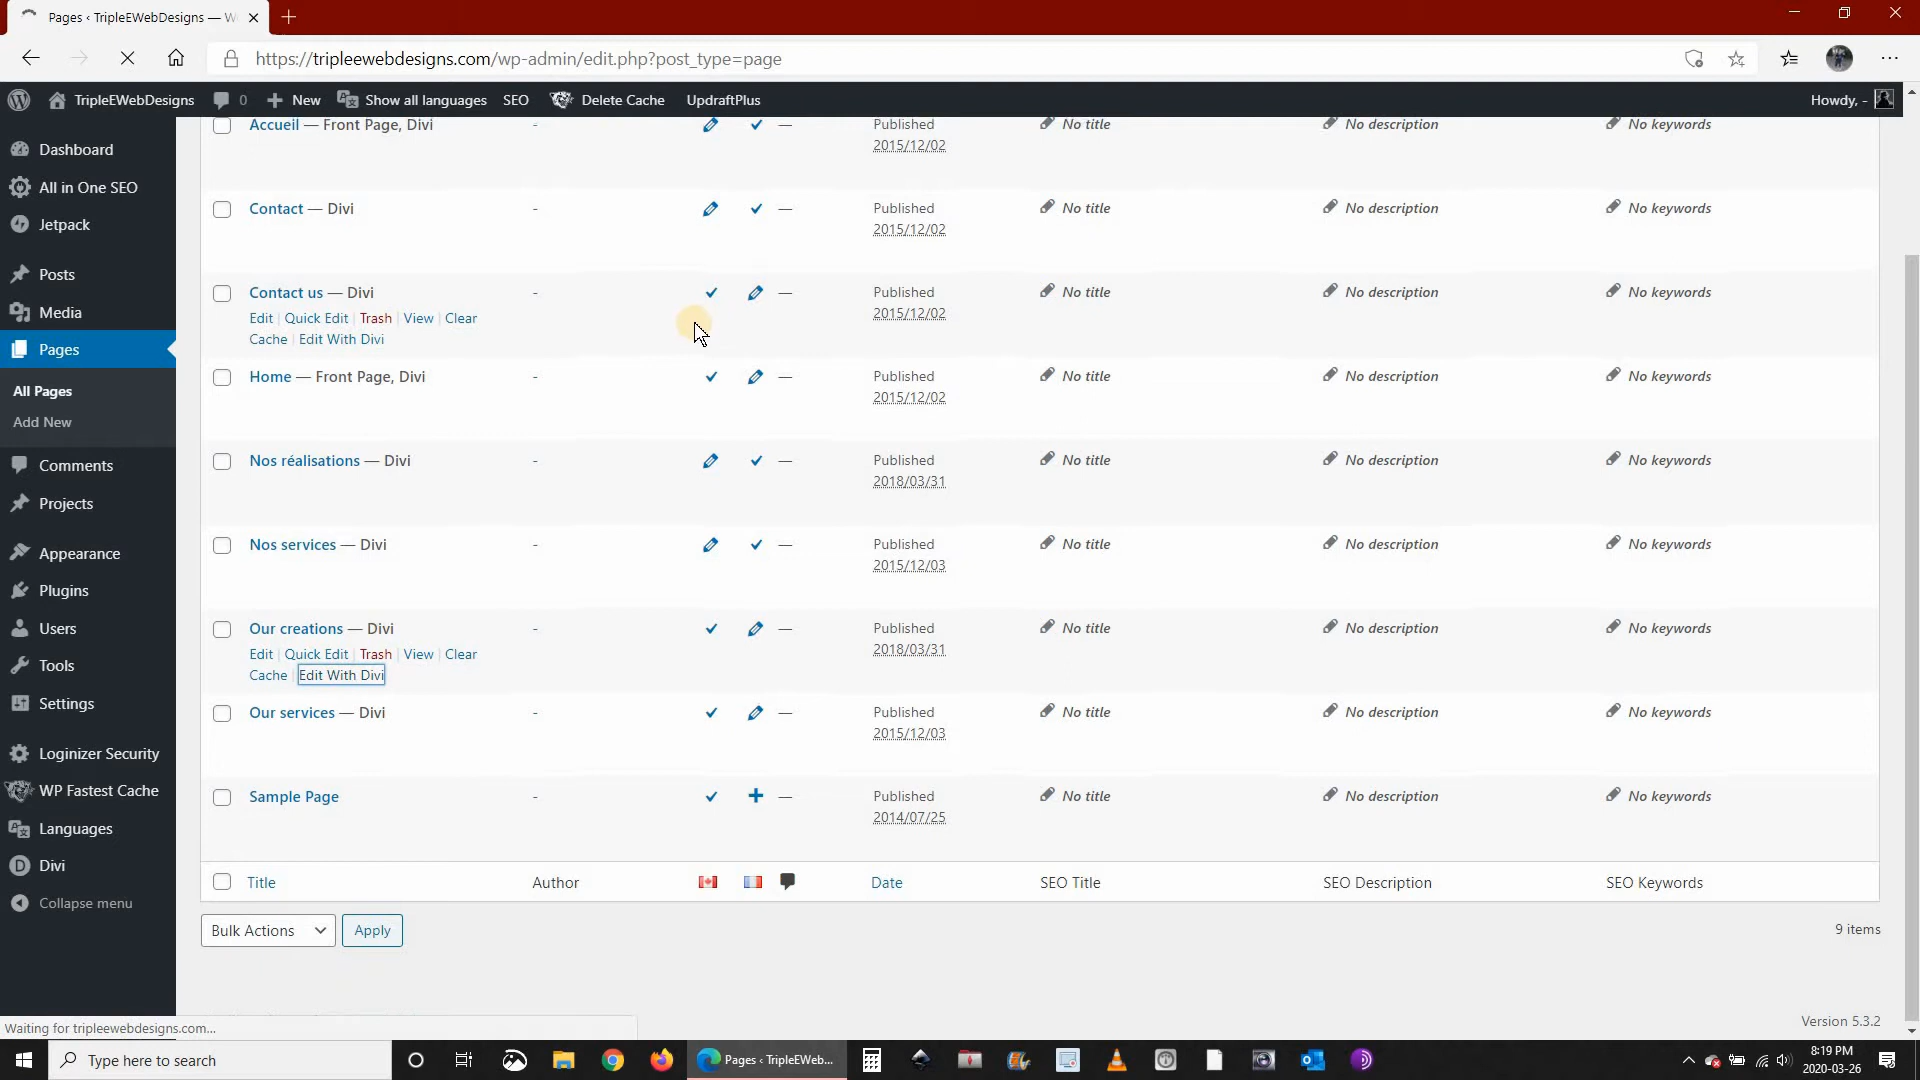 Pages ‹ TripleEWebDesigns — W
https://tripleewebdesigns.com/wp-admin/edit.php?post_type=page
TripleEWebDesigns 0 New Show all languages SEO Delete Cache UpdraftPlus Howdy, -
Dashboard
All in One SEO
Jetpack
Posts
Media
Pages
All Pages
Add New
Comments
Projects
Appearance
Plugins
Users
Tools
Settings
Loginizer Security
WP Fastest Cache
Languages
Divi
Collapse menu
Accueil — Front Page, Divi - — Published No title No description No keywords
2015/12/02
Contact — Divi - — Published No title No description No keywords
2015/12/02
Contact us — Divi - — Published No title No description No keywords
2015/12/02
Edit | Quick Edit | Trash | View | Clear
Cache | Edit With Divi
Home — Front Page, Divi - — Published No title No description No keywords
2015/12/02
Nos réalisations — Divi - — Published No title No description No keywords
2018/03/31
Nos services — Divi - — Published No title No description No keywords
2015/12/03
Our creations — Divi - — Published No title No description No keywords
2018/03/31
Edit | Quick Edit | Trash | View | Clear
Cache | Edit With Divi
Our services — Divi - — Published No title No description No keywords
2015/12/03
Sample Page - — Published No title No description No keywords
2014/07/25
Title Author Date SEO Title SEO Description SEO Keywords
Bulk Actions Apply 9 items
Version 5.3.2
Waiting for tripleewebdesigns.com...
Type here to search
Pages ‹ TripleEWeb...
8:19 PM
2020-03-26